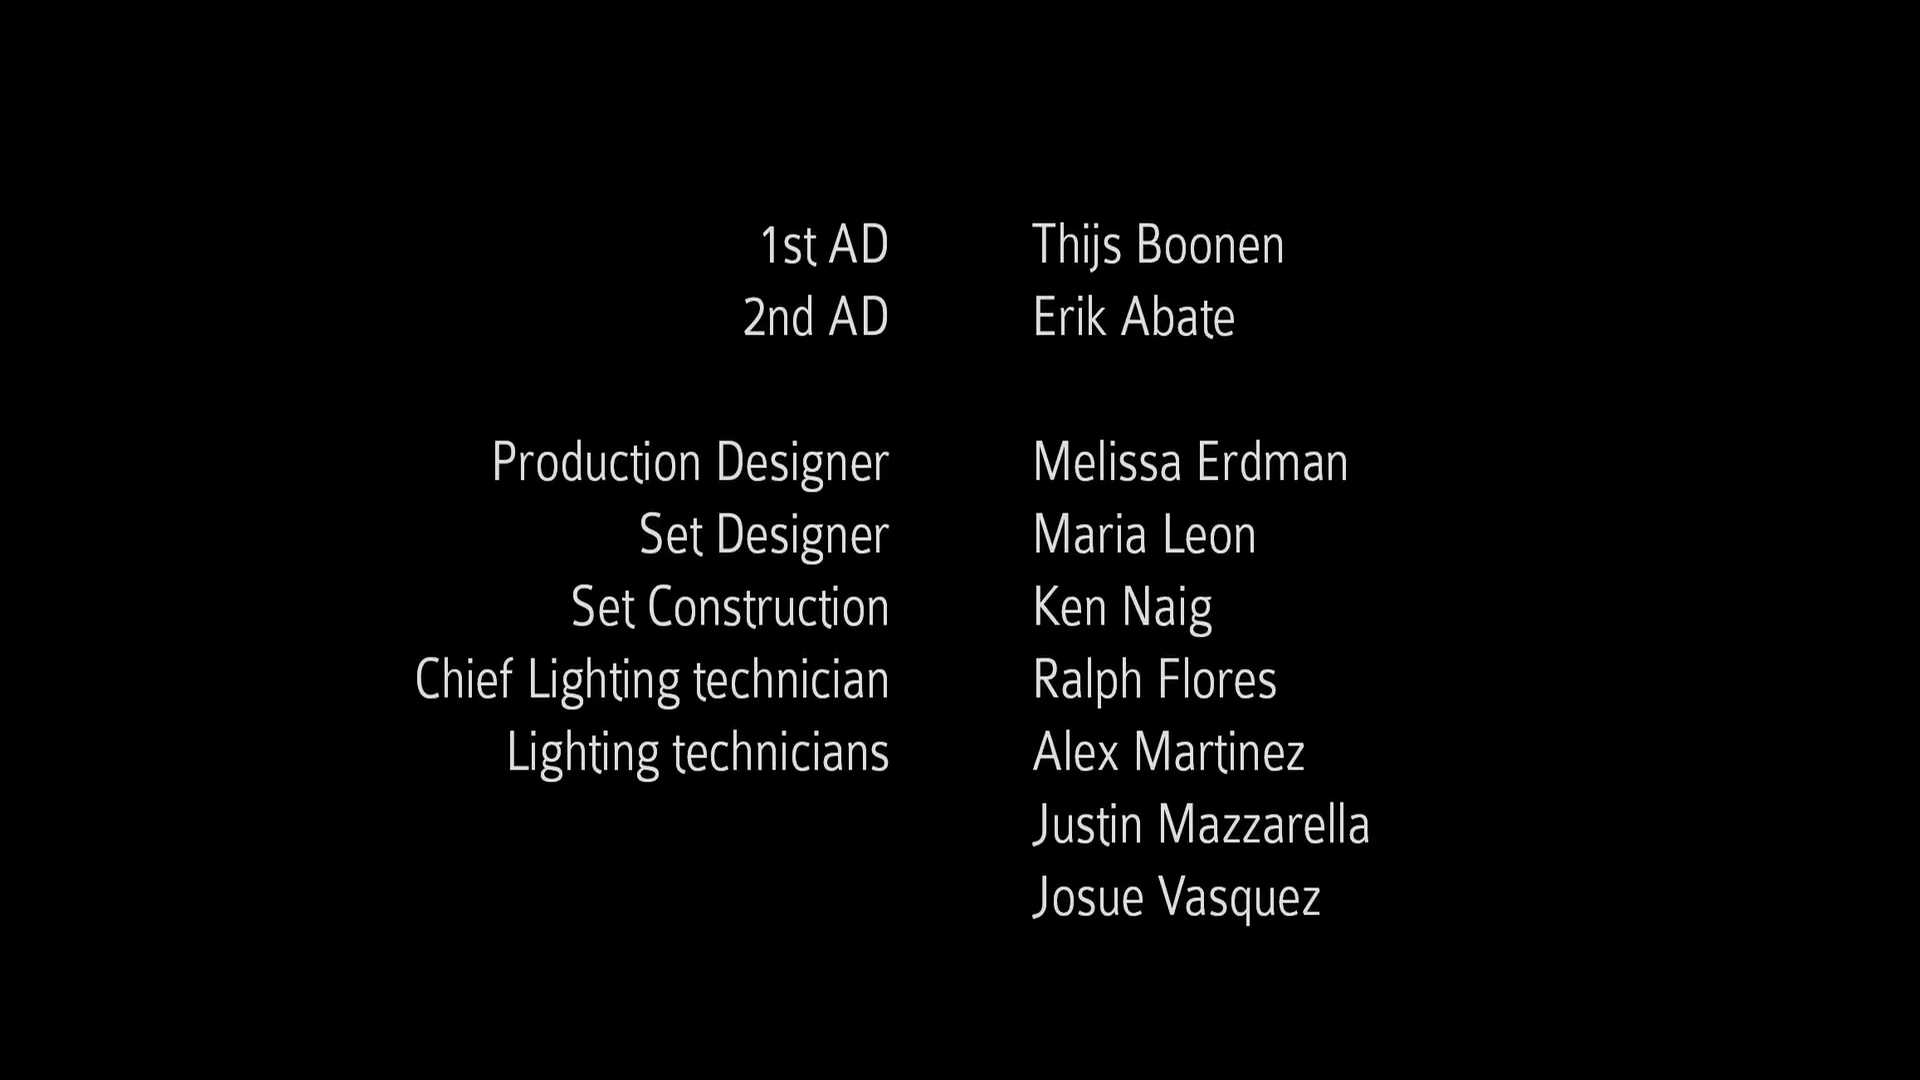 1st AD Thijs Boonen
2nd AD Erik Abate
Production Designer Melissa Erdman
Set Designer Maria Leon
Set Construction Ken Naig
Chief Lighting technician Ralph Flores
Lighting technicians Alex Martinez
Justin Mazzarella
Josue Vasquez